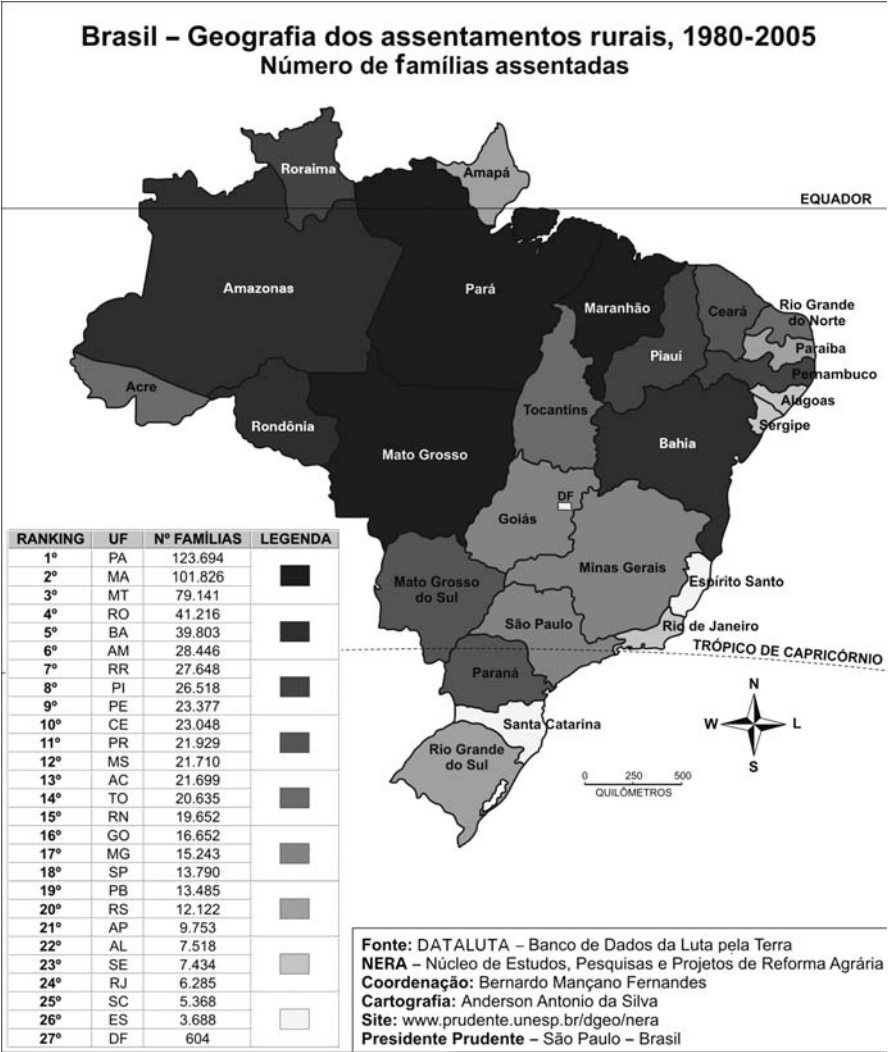 Brasil – Geografia dos assentamentos rurais, 1980-2005
Número de famílias assentadas
Roraima
Amapá
EQUADOR
Amazonas
Pará
Maranhão
Ceará
Rio Grande
do Norte
Piauí
Paraíba
Pernambuco
Acre
Alagoas
Tocantins
Sergipe
Rondônia
Bahia
Mato Grosso
DF
Goiás
Minas Gerais
Espírito Santo
Mato Grosso
do Sul
São Paulo
Rio de Janeiro
TRÓPICO DE CAPRICÓRNIO
Paraná
Santa Catarina
Rio Grande
do Sul
N
W L
S
0 250 500
QUILÔMETROS
RANKING UF Nº FAMÍLIAS LEGENDA
1º PA 123.694
2º MA 101.826
3º MT 79.141
4º RO 41.216
5º BA 39.803
6º AM 28.446
7º RR 27.648
8º PI 26.518
9º PE 23.377
10º CE 23.048
11º PR 21.929
12º MS 21.710
13º AC 21.699
14º TO 20.635
15º RN 19.652
16º GO 16.652
17º MG 15.243
18º SP 13.790
19º PB 13.485
20º RS 12.122
21º AP 9.753
22º AL 7.518
23º SE 7.434
24º RJ 6.285
25º SC 5.368
26º ES 3.688
27º DF 604
Fonte: DATALUTA – Banco de Dados da Luta pela Terra
NERA – Núcleo de Estudos, Pesquisas e Projetos de Reforma Agrária
Coordenação: Bernardo Mançano Fernandes
Cartografia: Anderson Antonio da Silva
Site: www.prudente.unesp.br/dgeo/nera
Presidente Prudente – São Paulo – Brasil